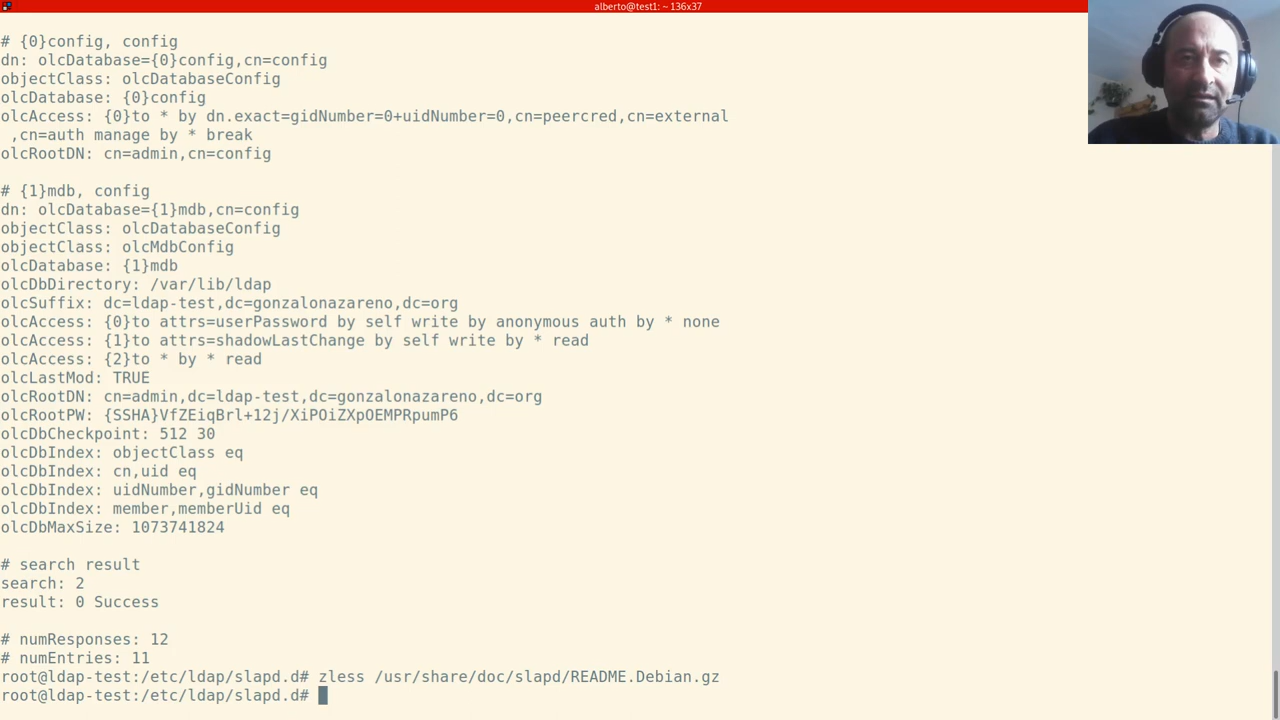 alberto@test1: ~ 136x37
# {0}config, config
dn: olcDatabase={0}config,cn=config
objectClass: olcDatabaseConfig
olcDatabase: {0}config
olcAccess: {0}to * by dn.exact=gidNumber=0+uidNumber=0,cn=peercred,cn=external
 ,cn=auth manage by * break
olcRootDN: cn=admin,cn=config
# {1}mdb, config
dn: olcDatabase={1}mdb,cn=config
objectClass: olcDatabaseConfig
objectClass: olcMdbConfig
olcDatabase: {1}mdb
olcDbDirectory: /var/lib/ldap
olcSuffix: dc=ldap-test,dc=gonzalonazareno,dc=org
olcAccess: {0}to attrs=userPassword by self write by anonymous auth by * none
olcAccess: {1}to attrs=shadowLastChange by self write by * read
olcAccess: {2}to * by * read
olcLastMod: TRUE
olcRootDN: cn=admin,dc=ldap-test,dc=gonzalonazareno,dc=org
olcRootPW: {SSHA}VfZEiqBrl+12j/XiPOiZXpOEMPRpumP6
olcDbCheckpoint: 512 30
olcDbIndex: objectClass eq
olcDbIndex: cn,uid eq
olcDbIndex: uidNumber,gidNumber eq
olcDbIndex: member,memberUid eq
olcDbMaxSize: 1073741824
# search result
search: 2
result: 0 Success
# numResponses: 12
# numEntries: 11
root@ldap-test:/etc/ldap/slapd.d# zless /usr/share/doc/slapd/README.Debian.gz
root@ldap-test:/etc/ldap/slapd.d#